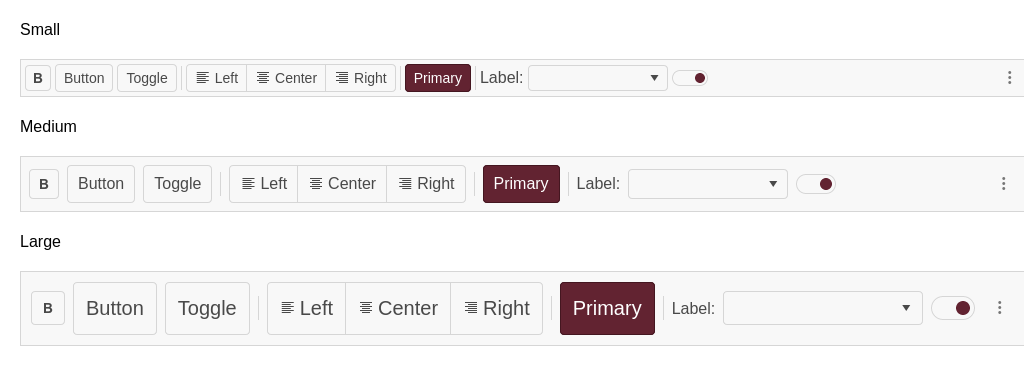 Small
B Button Toggle Left Center Right Primary Label:
Medium
B Button Toggle Left Center Right Primary Label:
Large
B Button Toggle Left Center Right Primary Label: